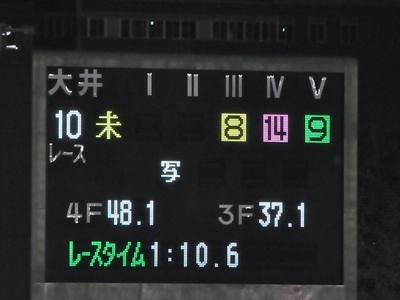 大井 Ⅰ Ⅱ Ⅲ Ⅳ Ⅴ
10 未 8 14 9
レース
写
4F 48.1 3F 37.1
レースタイム 1:10.6